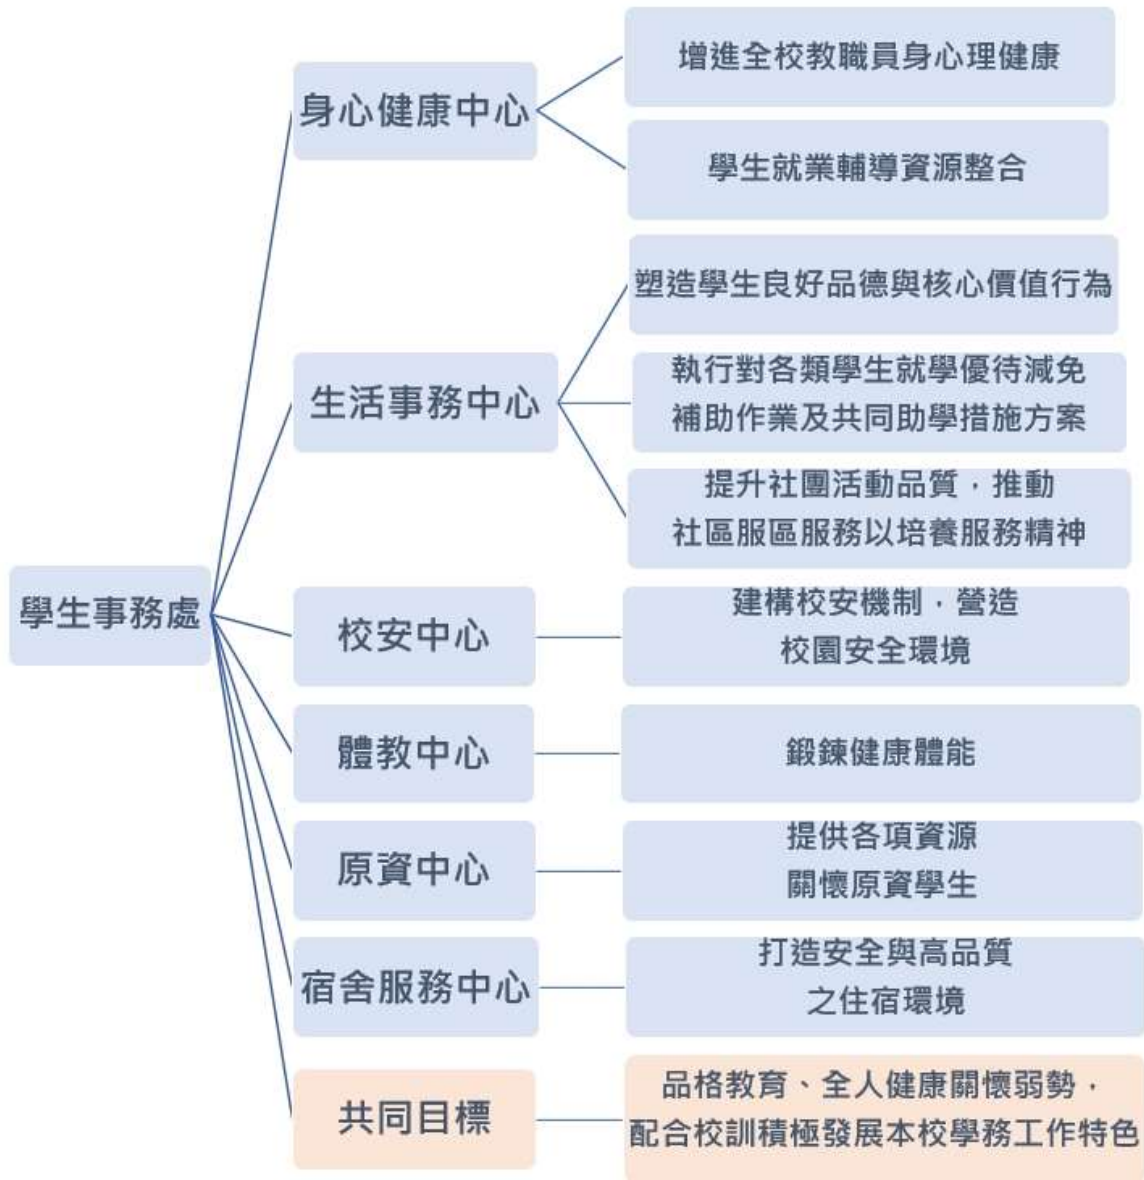 學生事務處
身心健康中心
增進全校教職員身心理健康
學生就業輔導資源整合
生活事務中心
塑造學生良好品德與核心價值行為
執行對各類學生就學優待減免
補助作業及共同助學措施方案
提升社團活動品質，推動
社區服區服務以培養服務精神
校安中心
建構校安機制，營造
校園安全環境
體教中心
鍛鍊健康體能
原資中心
提供各項資源
關懷原資學生
宿舍服務中心
打造安全與高品質
之住宿環境
共同目標
品格教育、全人健康關懷弱勢，
配合校訓積極發展本校學務工作特色